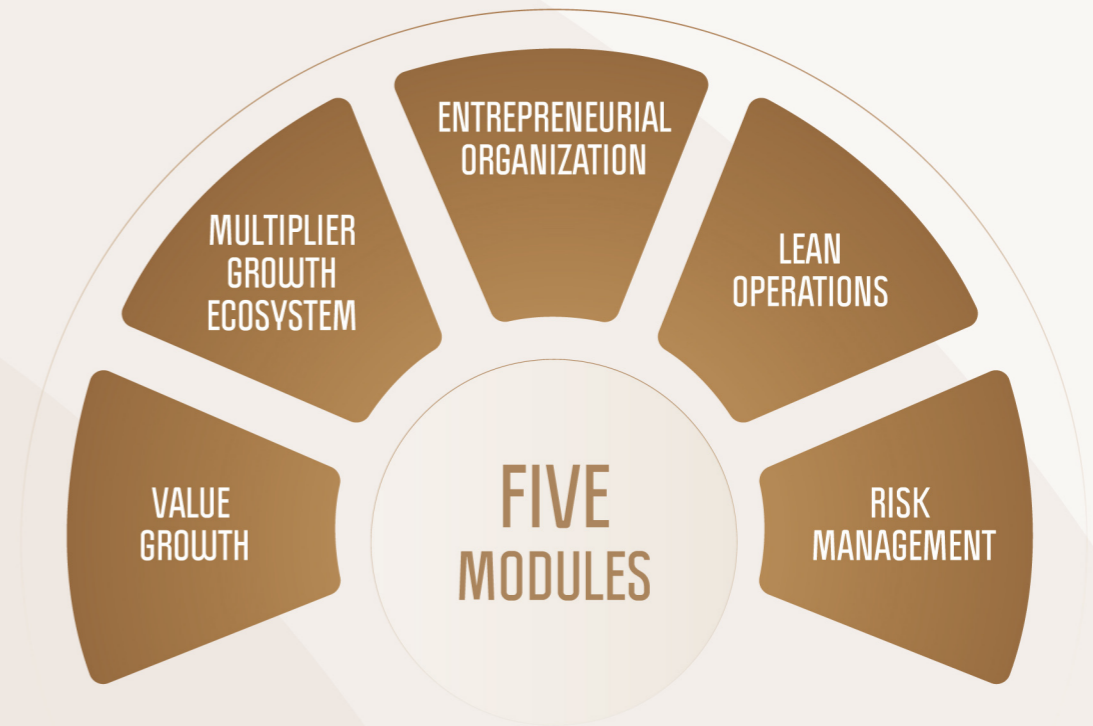 VALUE
GROWTH
MULTIPLIER
GROWTH
ECOSYSTEM
ENTREPRENEURIAL
ORGANIZATION
LEAN
OPERATIONS
RISK
MANAGEMENT
FIVE
MODULES